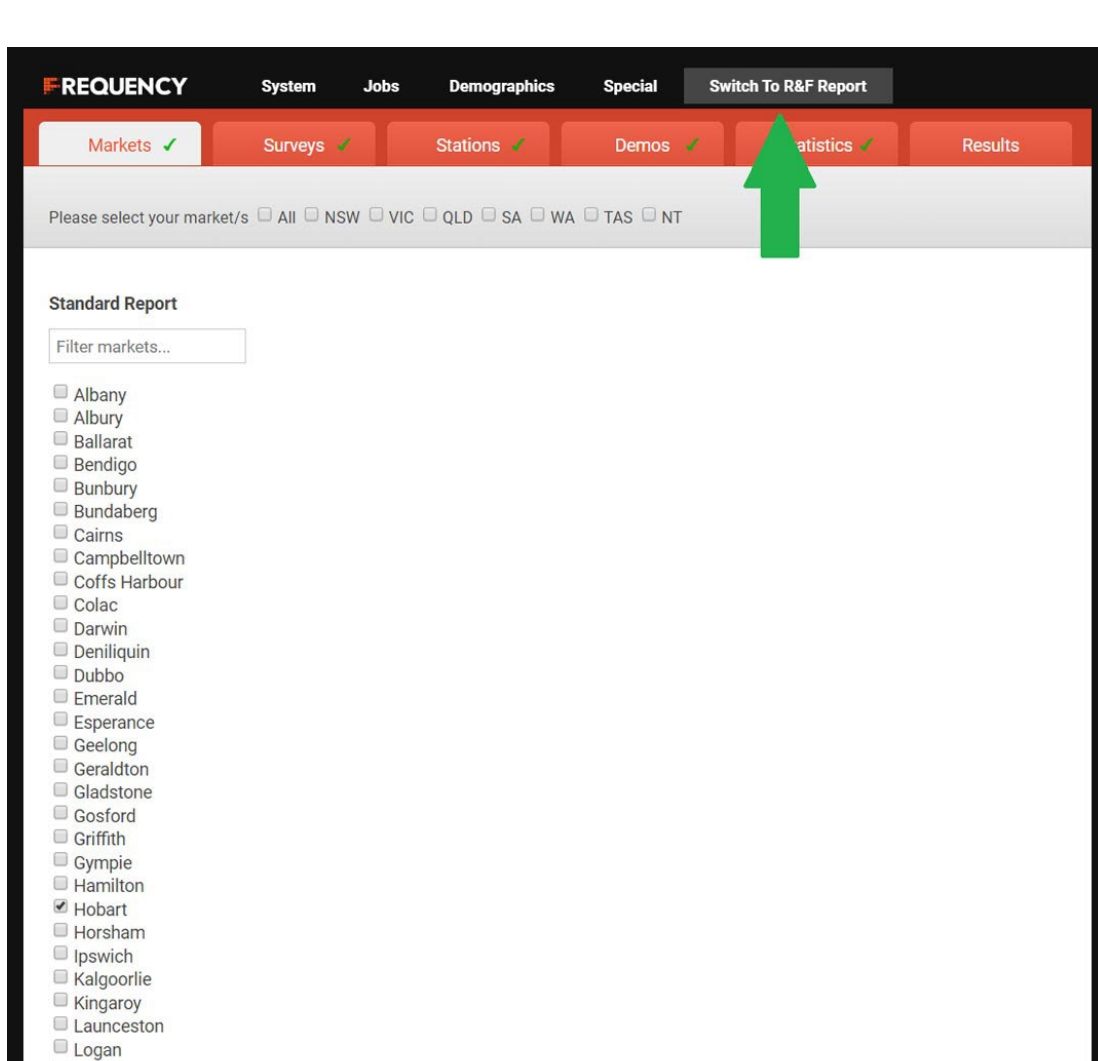 FREQUENCY System Jobs Demographics Special Switch To R&F Report
Markets ✓ Surveys ✓ Stations ✓ Demos ✓ atistics ✓ Results
Please select your market/s All NSW VIC QLD SA WA TAS NT
Standard Report
Filter markets...
Albany
Albury
Ballarat
Bendigo
Bunbury
Bundaberg
Cairns
Campbelltown
Coffs Harbour
Colac
Darwin
Deniliquin
Dubbo
Emerald
Esperance
Geelong
Geraldton
Gladstone
Gosford
Griffith
Gympie
Hamilton
Hobart
Horsham
Ipswich
Kalgoorlie
Kingaroy
Launceston
Logan